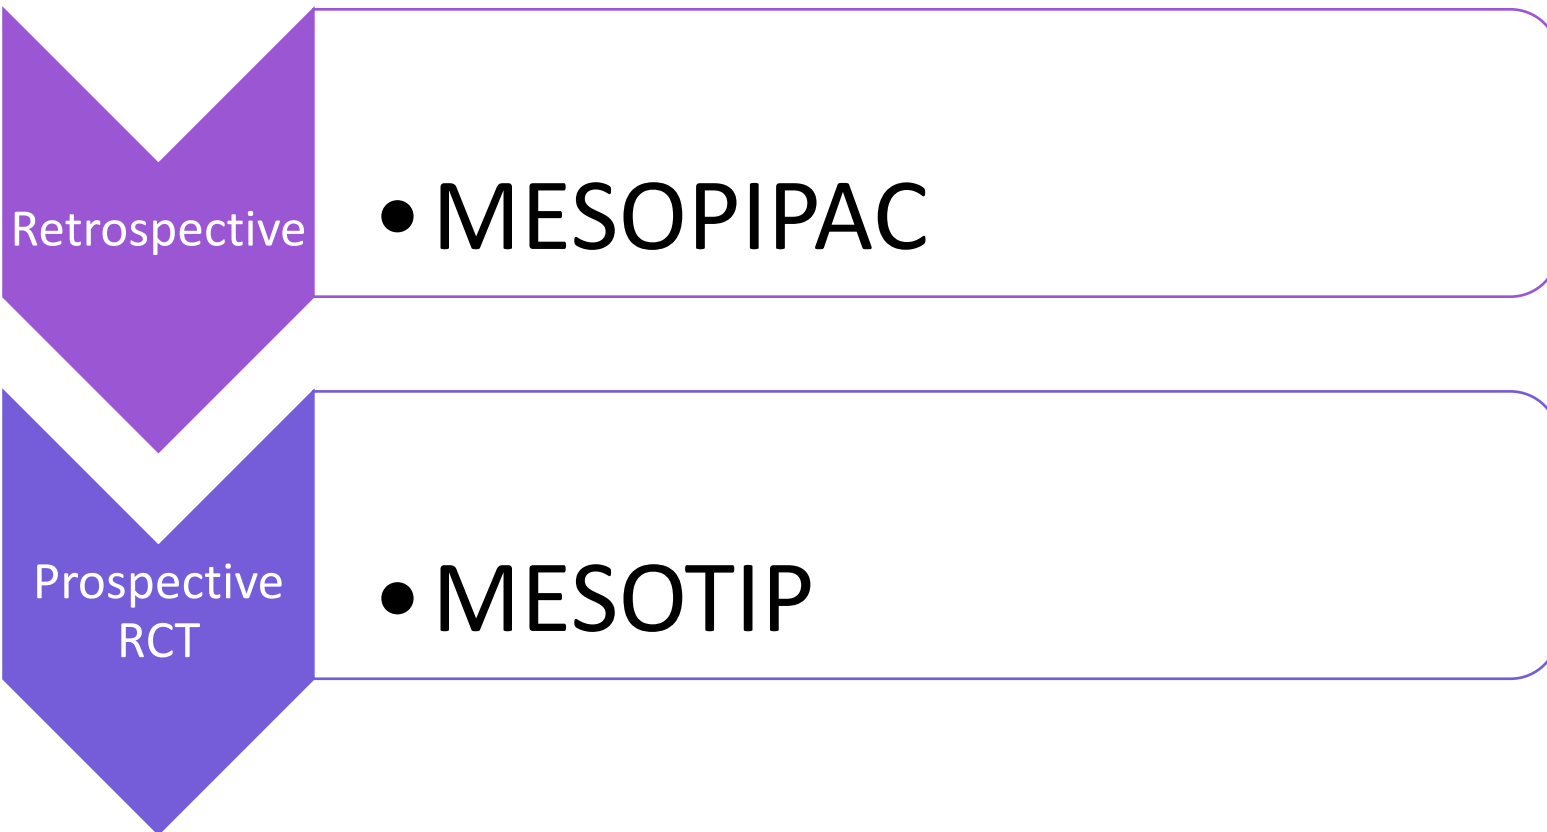 Retrospective
• MESOPIPAC
Prospective
RCT
• MESOTIP